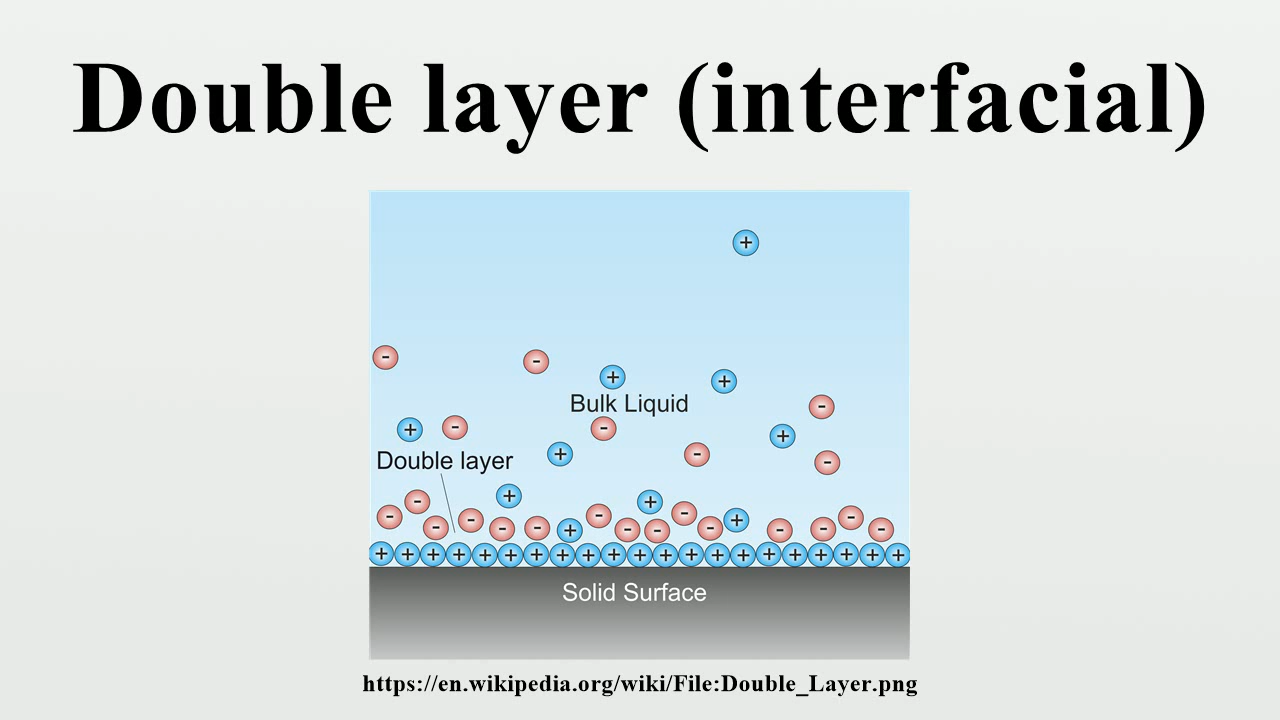 Double layer (interfacial)
Bulk Liquid
Double layer
Solid Surface
https://en.wikipedia.org/wiki/File:Double_Layer.png